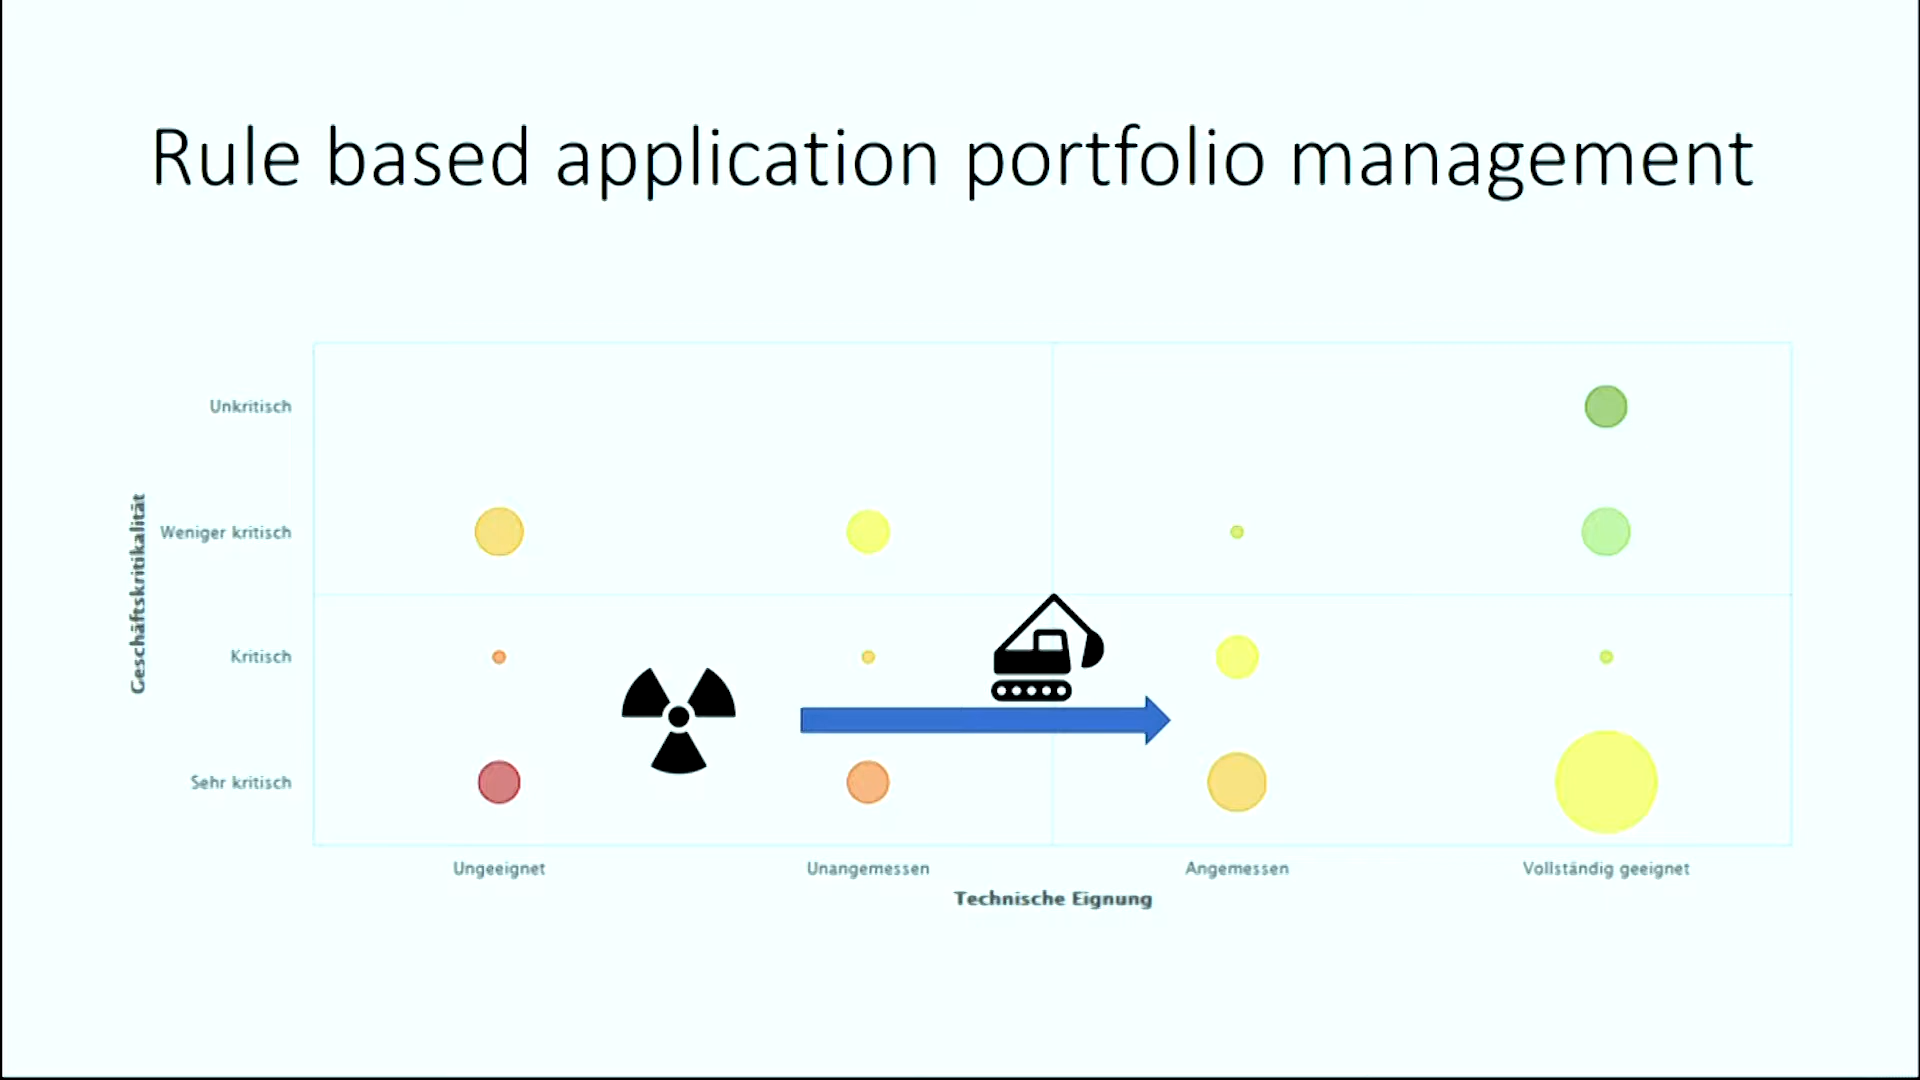 Rule based application portfolio management
Geschäftskritikalität
Unkritisch
Weniger kritisch
Kritisch
Sehr kritisch
Ungeeignet
Unangemessen
Angemessen
Vollständig geeignet
Technische Eignung